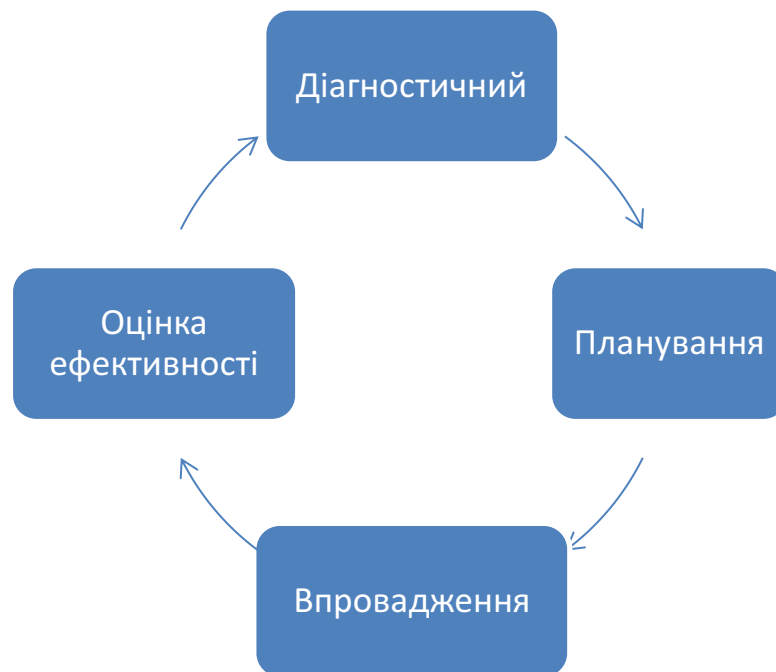 Діагностичний
Планування
Впровадження
Оцінка
ефективності